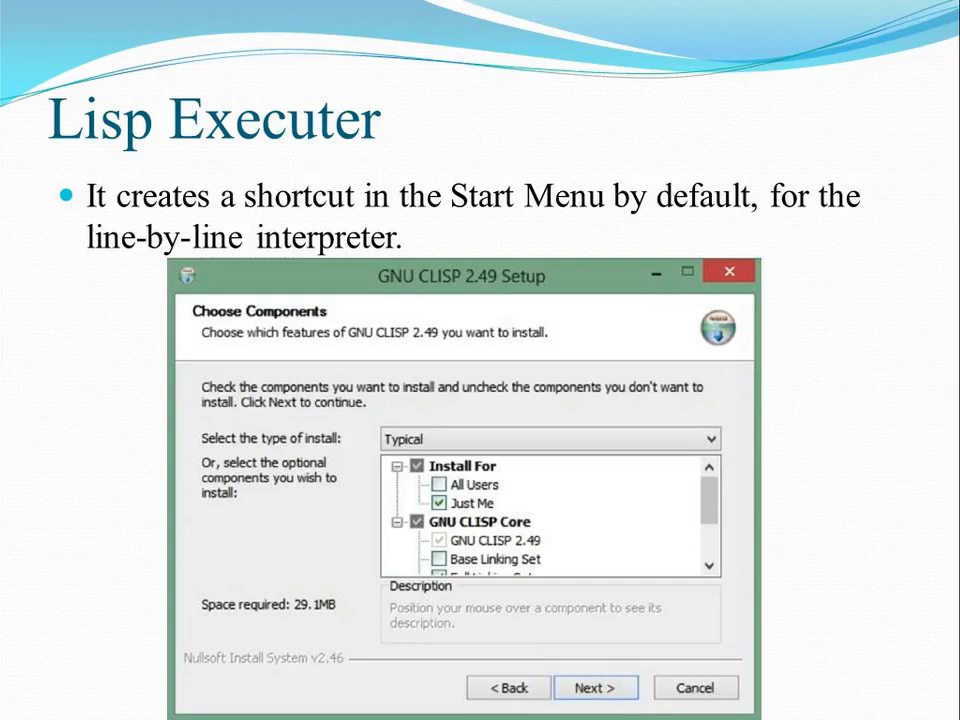 Lisp Executer
It creates a shortcut in the Start Menu by default, for the
line-by-line interpreter.
GNU CLISP 2.49 Setup
Choose Components
Choose which features of GNU CLISP 2.49 you want to install.
Check the components you want to install and uncheck the components you don't want to
install. Click Next to continue.
Select the type of install:
Typical
Or, select the optional
components you wish to
install:
Install For
All Users
Just Me
GNU CLISP Core
GNU CLISP 2.49
Base Linking Set
Space required: 29.1MB
Description
Position your mouse over a component to see its
description.
Nullsoft Install System v2.46
< Back
Next >
Cancel